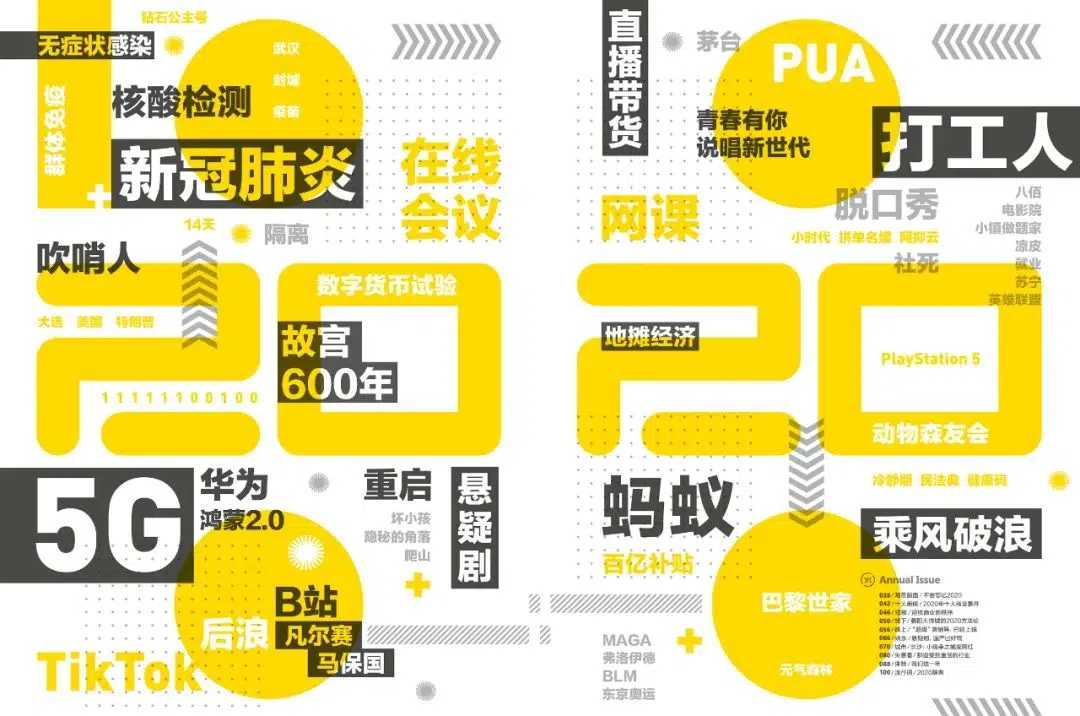 钻石公主号
无症状感染
武汉
封城
疫苗
群体免疫
核酸检测
新冠肺炎
在线
会议
14天
隔离
吹哨人
数字货币试验
大选 美国 特朗普
故宫
600年
11111100100
2020
5G
华为
鸿蒙2.0
重启
坏小孩
隐秘的角落
爬山
悬疑剧
B站
后浪
凡尔赛
马保国
TikTok
直播带货
茅台
PUA
青春有你
说唱新世代
打工人
脱口秀
网课
小时代 拼单名媛 网抑云
社死
八佰
电影院
小镇做题家
凉皮
就业
苏宁
英雄联盟
地摊经济
PlayStation 5
动物森友会
冷静期 民法典 健康码
蚂蚁
百亿补贴
乘风破浪
巴黎世家
元气森林
MAGA
弗洛伊德
BLM
东京奥运
Annual Issue